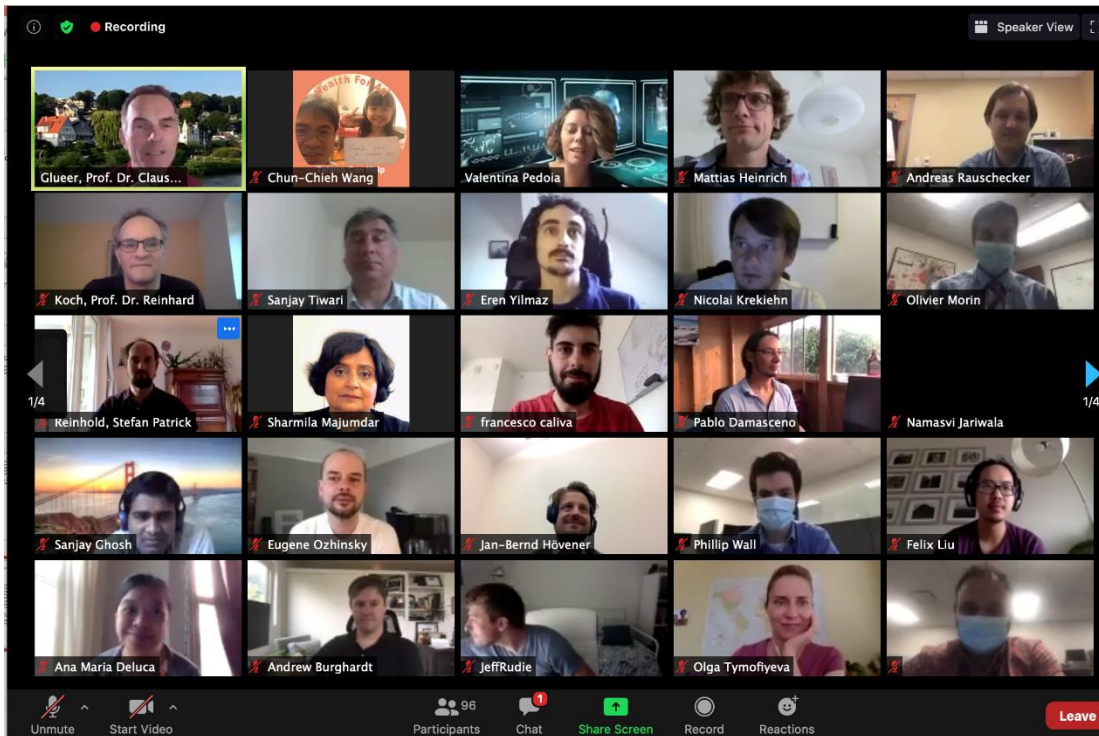 Recording
Speaker View
Glueer, Prof. Dr. Claus...
Chun-Chieh Wang
Valentina Pedoia
Mattias Heinrich
Andreas Rauschecker
Koch, Prof. Dr. Reinhard
Sanjay Tiwari
Eren Yilmaz
Nicolai Krekiehn
Olivier Morin
1/4
Reinhold, Stefan Patrick
Sharmila Majumdar
francesco caliva
Pablo Damasceno
Namasvi Jariwala
1/4
Sanjay Ghosh
Eugene Ozhinsky
Jan-Bernd Hövener
Phillip Wall
Felix Liu
Ana Maria Deluca
Andrew Burghardt
JeffRudie
Olga Tymofiyeva
Unmute
Start Video
96
Participants
1
Chat
Share Screen
Record
Reactions
Leave